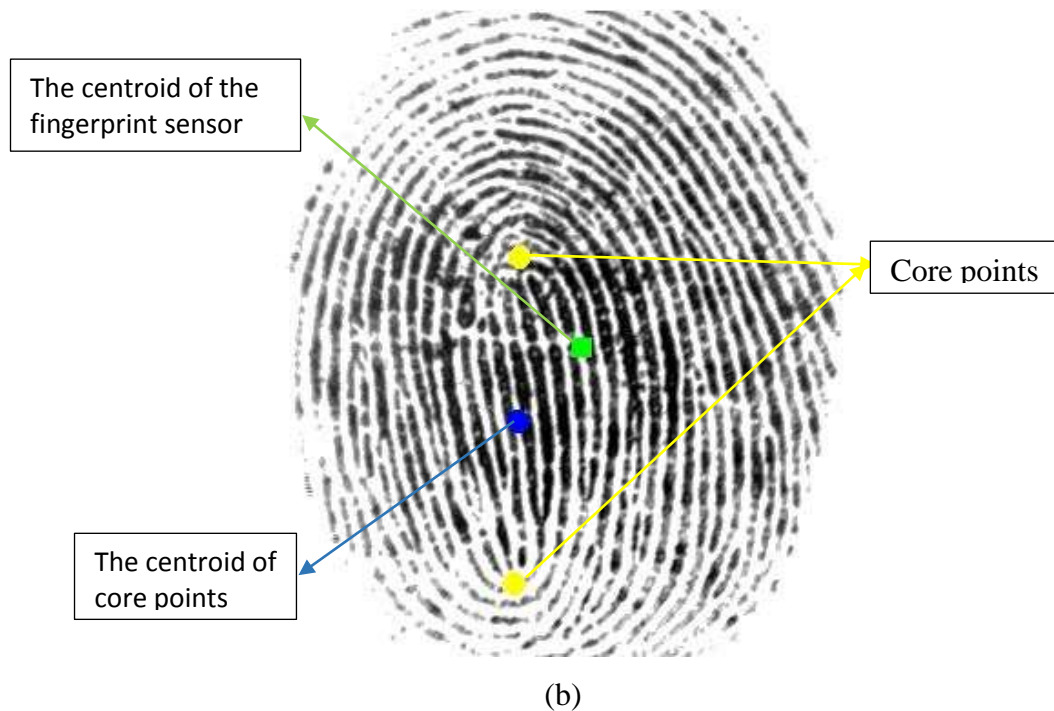 The centroid of the
fingerprint sensor
Core points
The centroid of
core points
(b)